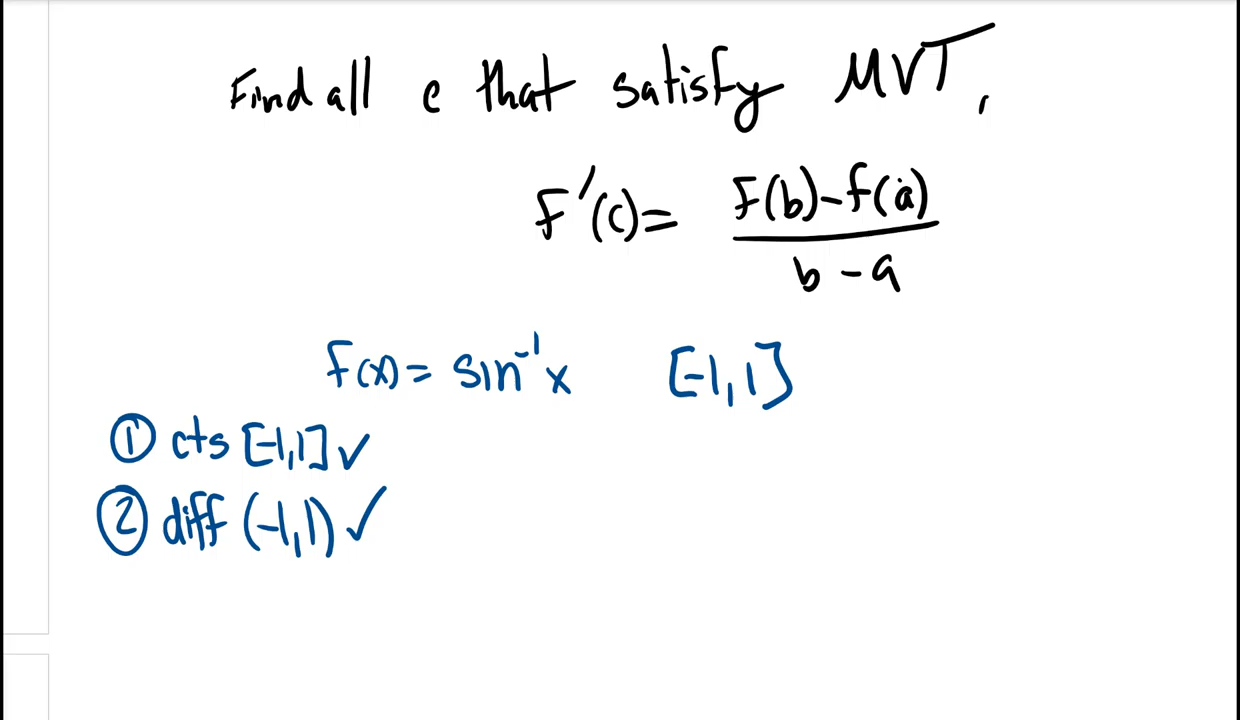 Find all c that satisfy MVT.
F'(c) = F(b) - f(a) / b - a
F(x) = sin⁻¹x [-1, 1]
① cts [-1, 1] ✓
② diff (-1, 1) ✓